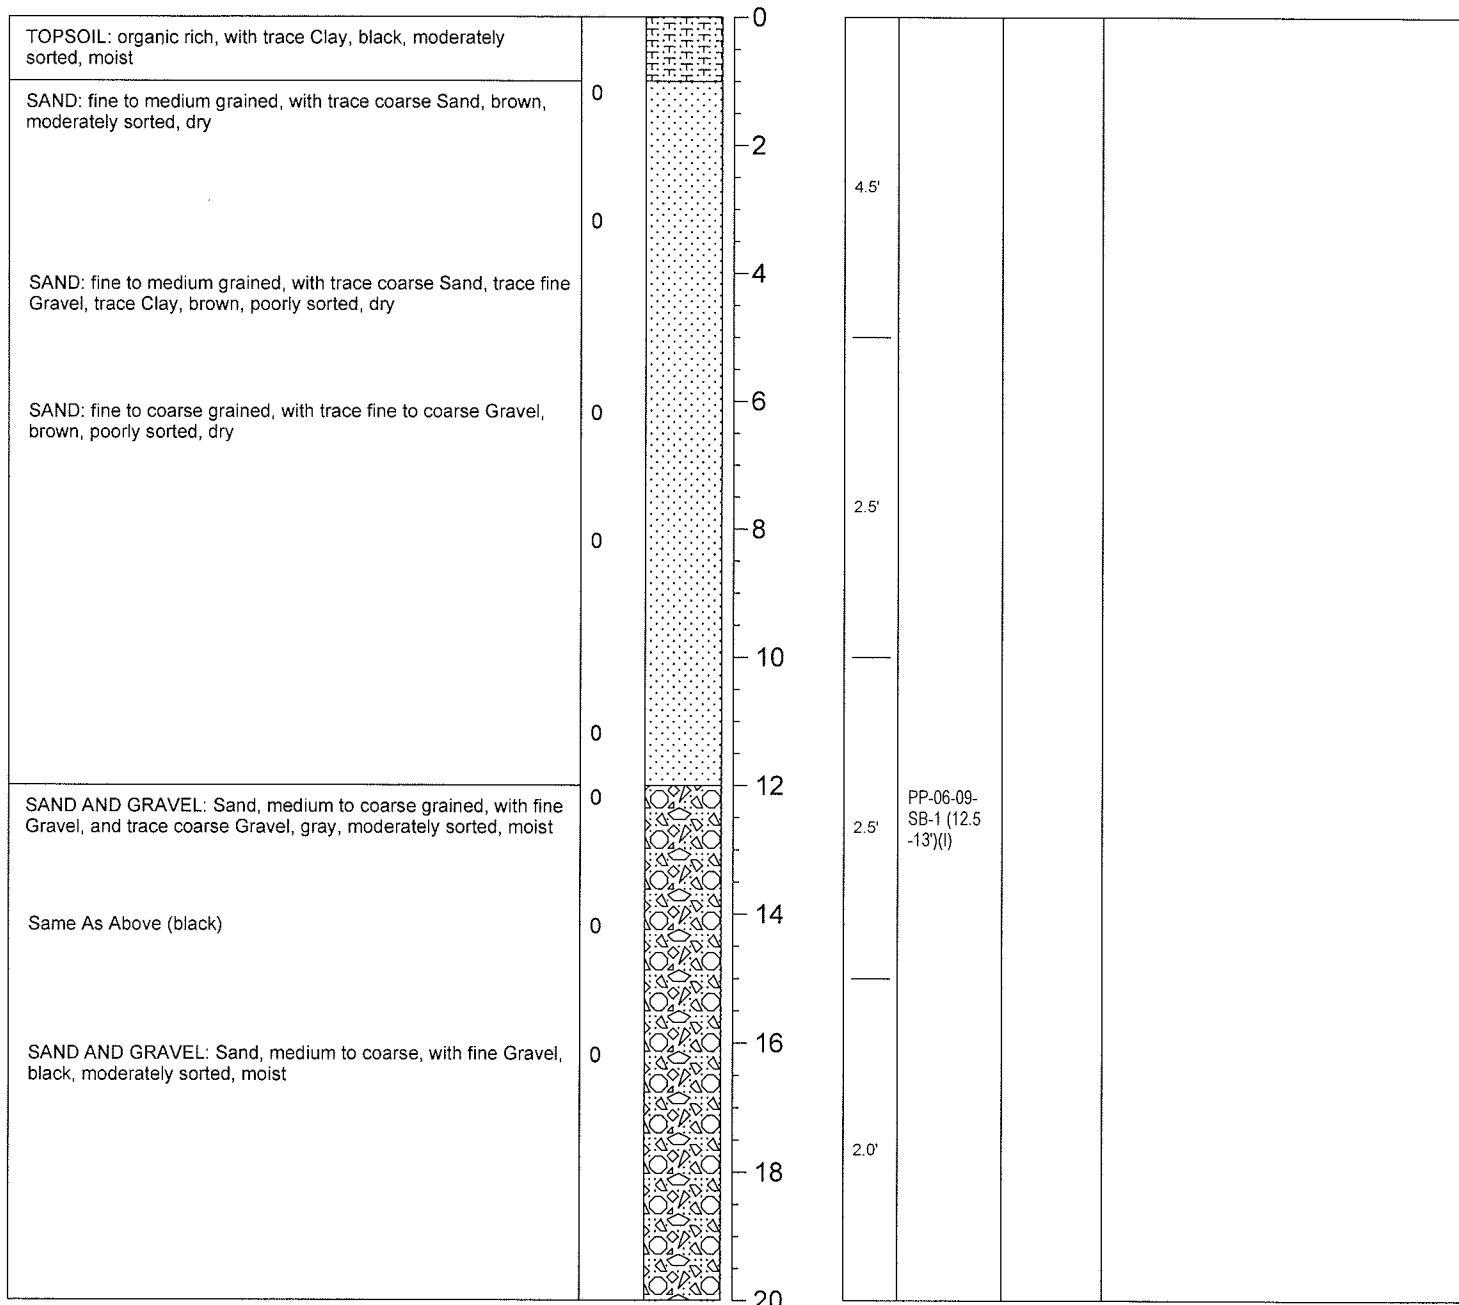 TOPSOIL: organic rich, with trace Clay, black, moderately
sorted, moist
SAND: fine to medium grained, with trace coarse Sand, brown,
moderately sorted, dry
SAND: fine to medium grained, with trace coarse Sand, trace fine
Gravel, trace Clay, brown, poorly sorted, dry
SAND: fine to coarse grained, with trace fine to coarse Gravel,
brown, poorly sorted, dry
SAND AND GRAVEL: Sand, medium to coarse grained, with fine
Gravel, and trace coarse Gravel, gray, moderately sorted, moist
Same As Above (black)
SAND AND GRAVEL: Sand, medium to coarse, with fine Gravel,
black, moderately sorted, moist
0
0
0
0
0
0
0
0
0
2
4
6
8
10
12
14
16
18
20
4.5'
2.5'
2.5'
2.0'
PP-06-09-
SB-1 (12.5
-13')(I)